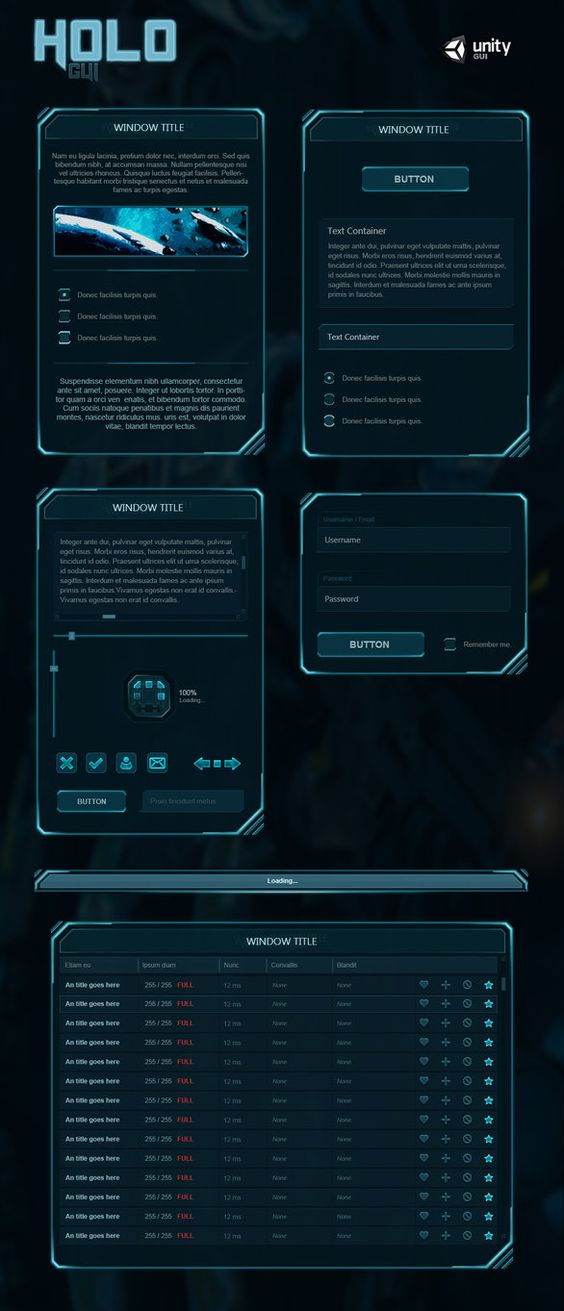 HOLO
GUI
unity
GUI
WINDOW TITLE
Nam eu ligula lacinia, pretium dolor nec, interdum orci. Sed quis
bibendum nibh, at accumsan massa. Nullam pellentesque nisi
vel ultricies rhoncus. Quisque luctus feugiat facilisis. Pellen-
tesque habitant morbi tristique senectus et netus et malesuada
fames ac turpis egestas.
Donec facilisis turpis quis.
Donec facilisis turpis quis.
Donec facilisis turpis quis.
Suspendisse elementum nibh ullamcorper, consectetur
ante sit amet, posuere. Integer ut lobortis tortor. In portti-
tor quam a orci ven enatis, et bibendum tortor commodo.
Cum sociis natoque penatibus et magnis dis paurient
montes, nascetur ridiculus mus. uris est, volutpat in dolor
vitae, blandit tempor lectus.
WINDOW TITLE
BUTTON
Text Container
Integer ante dui, pulvinar eget vulputate mattis, pulvinar
eget risus. Morbi eros risus, hendrerit euismod varius at,
tincidunt id odio. Praesent ultrices elit ut urna scelerisque,
id sodales nunc ultrices. Morbi molestie mollis mauris in
sagittis. Interdum et malesuada fames ac ante ipsum
primis in faucibus.
Text Container
Donec facilisis turpis quis.
Donec facilisis turpis quis.
Donec facilisis turpis quis.
WINDOW TITLE
Integer ante dui, pulvinar eget vulputate mattis, pulvinar
eget risus. Morbi eros risus, hendrerit euismod varius at,
tincidunt id odio. Praesent ultrices elit ut urna scelerisque,
id sodales nunc ultrices. Morbi molestie mollis mauris in
sagittis. Interdum et malesuada fames ac ante ipsum
primis in faucibus.Vivamus egestas non erat id convallis.-
Vivamus egestas non erat id convallis.
100%
Loading...
BUTTON
Proin tincidunt metus
Username / Email
Username
Password
Password
BUTTON
Remember me.
Loading...
WINDOW TITLE
Etiam eu Ipsum diam Nunc Convallis Blandit
An title goes here 255 / 255 FULL 12 ms None None
An title goes here 255 / 255 FULL 12 ms None None
An title goes here 255 / 255 FULL 12 ms None None
An title goes here 255 / 255 FULL 12 ms None None
An title goes here 255 / 255 FULL 12 ms None None
An title goes here 255 / 255 FULL 12 ms None None
An title goes here 255 / 255 FULL 12 ms None None
An title goes here 255 / 255 FULL 12 ms None None
An title goes here 255 / 255 FULL 12 ms None None
An title goes here 255 / 255 FULL 12 ms None None
An title goes here 255 / 255 FULL 12 ms None None
An title goes here 255 / 255 FULL 12 ms None None
An title goes here 255 / 255 FULL 12 ms None None
An title goes here 255 / 255 FULL 12 ms None None